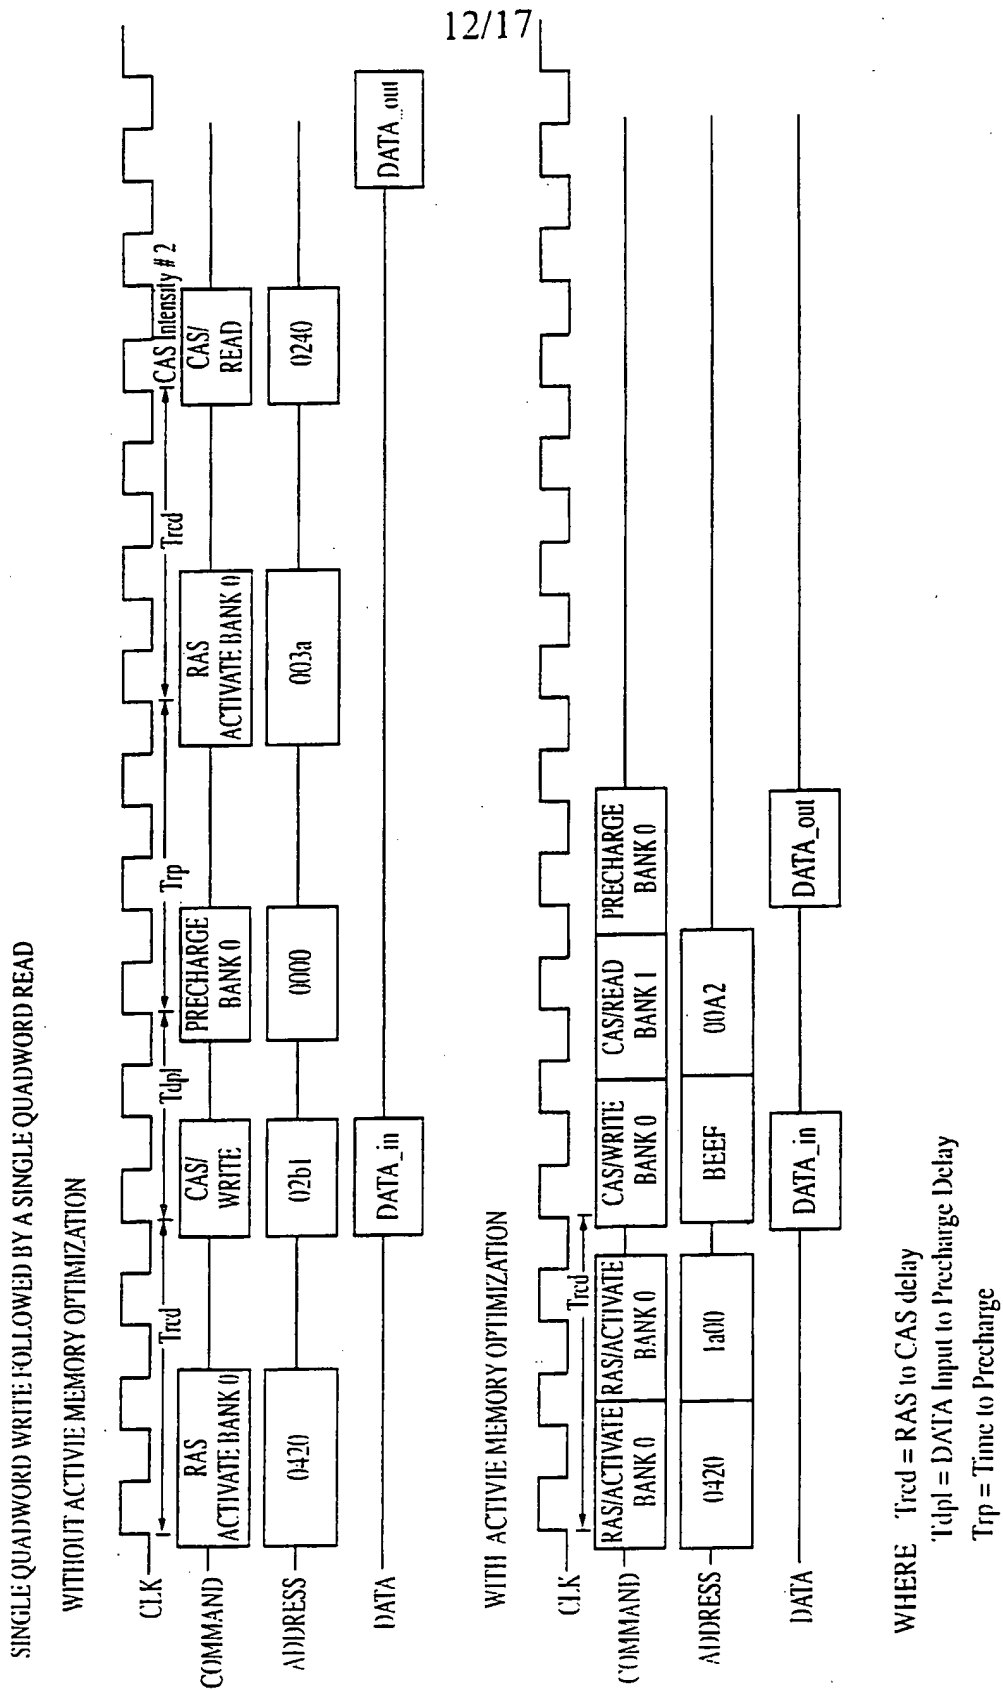 12/17
SINGLE QUADWORD WRITE FOLLOWED BY A SINGLE QUADWORD READ
WITHOUT ACTIVIE MEMORY OPTIMIZATION
CLK
Trcd
Tdpl
Trp
Trcd
CAS Intensity # 2
COMMAND
RAS
ACTIVATE BANK 0
CAS/
WRITE
PRECHARGE
BANK 0
RAS
ACTIVATE BANK 0
CAS/
READ
ADDRESS
0420
02b1
0000
003a
0240
DATA
DATA_in
DATA_out
WITH ACTIVIE MEMORY OPTIMIZATION
CLK
Trcd
COMMAND
RAS/ACTIVATE
BANK 0
RAS/ACTIVATE
BANK 0
CAS/WRITE
BANK 0
CAS/READ
BANK 1
PRECHARGE
BANK 0
ADDRESS
0420
1a00
BEEF
00A2
DATA
DATA_in
DATA_out
WHERE Trcd = RAS to CAS delay
Tdpl = DATA Input to Precharge Delay
Trp = Time to Precharge